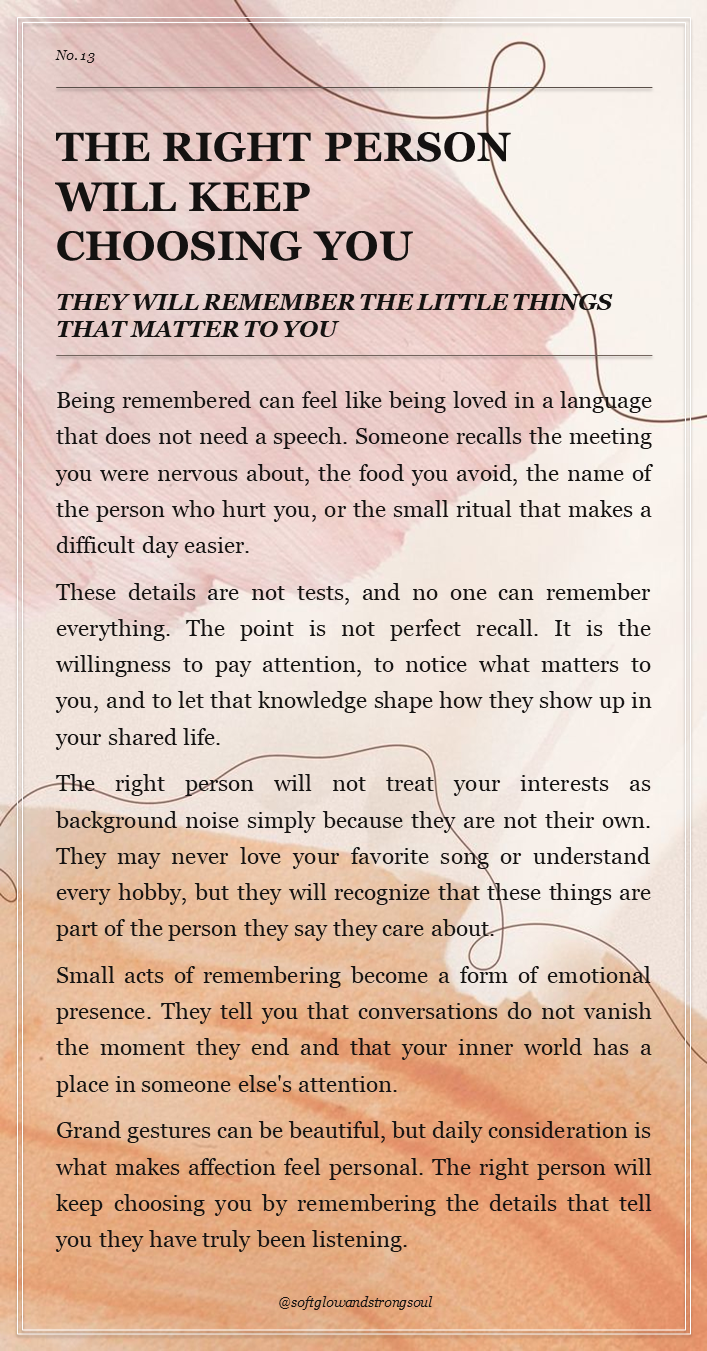 No.13
THE RIGHT PERSON
WILL KEEP
CHOOSING YOU
THEY WILL REMEMBER THE LITTLE THINGS
THAT MATTER TO YOU
Being remembered can feel like being loved in a language
that does not need a speech. Someone recalls the meeting
you were nervous about, the food you avoid, the name of
the person who hurt you, or the small ritual that makes a
difficult day easier.
These details are not tests, and no one can remember
everything. The point is not perfect recall. It is the
willingness to pay attention, to notice what matters to
you, and to let that knowledge shape how they show up in
your shared life.
The right person will not treat your interests as
background noise simply because they are not their own.
They may never love your favorite song or understand
every hobby, but they will recognize that these things are
part of the person they say they care about.
Small acts of remembering become a form of emotional
presence. They tell you that conversations do not vanish
the moment they end and that your inner world has a
place in someone else's attention.
Grand gestures can be beautiful, but daily consideration is
what makes affection feel personal. The right person will
keep choosing you by remembering the details that tell
you they have truly been listening.
@softglowandstrongsoul